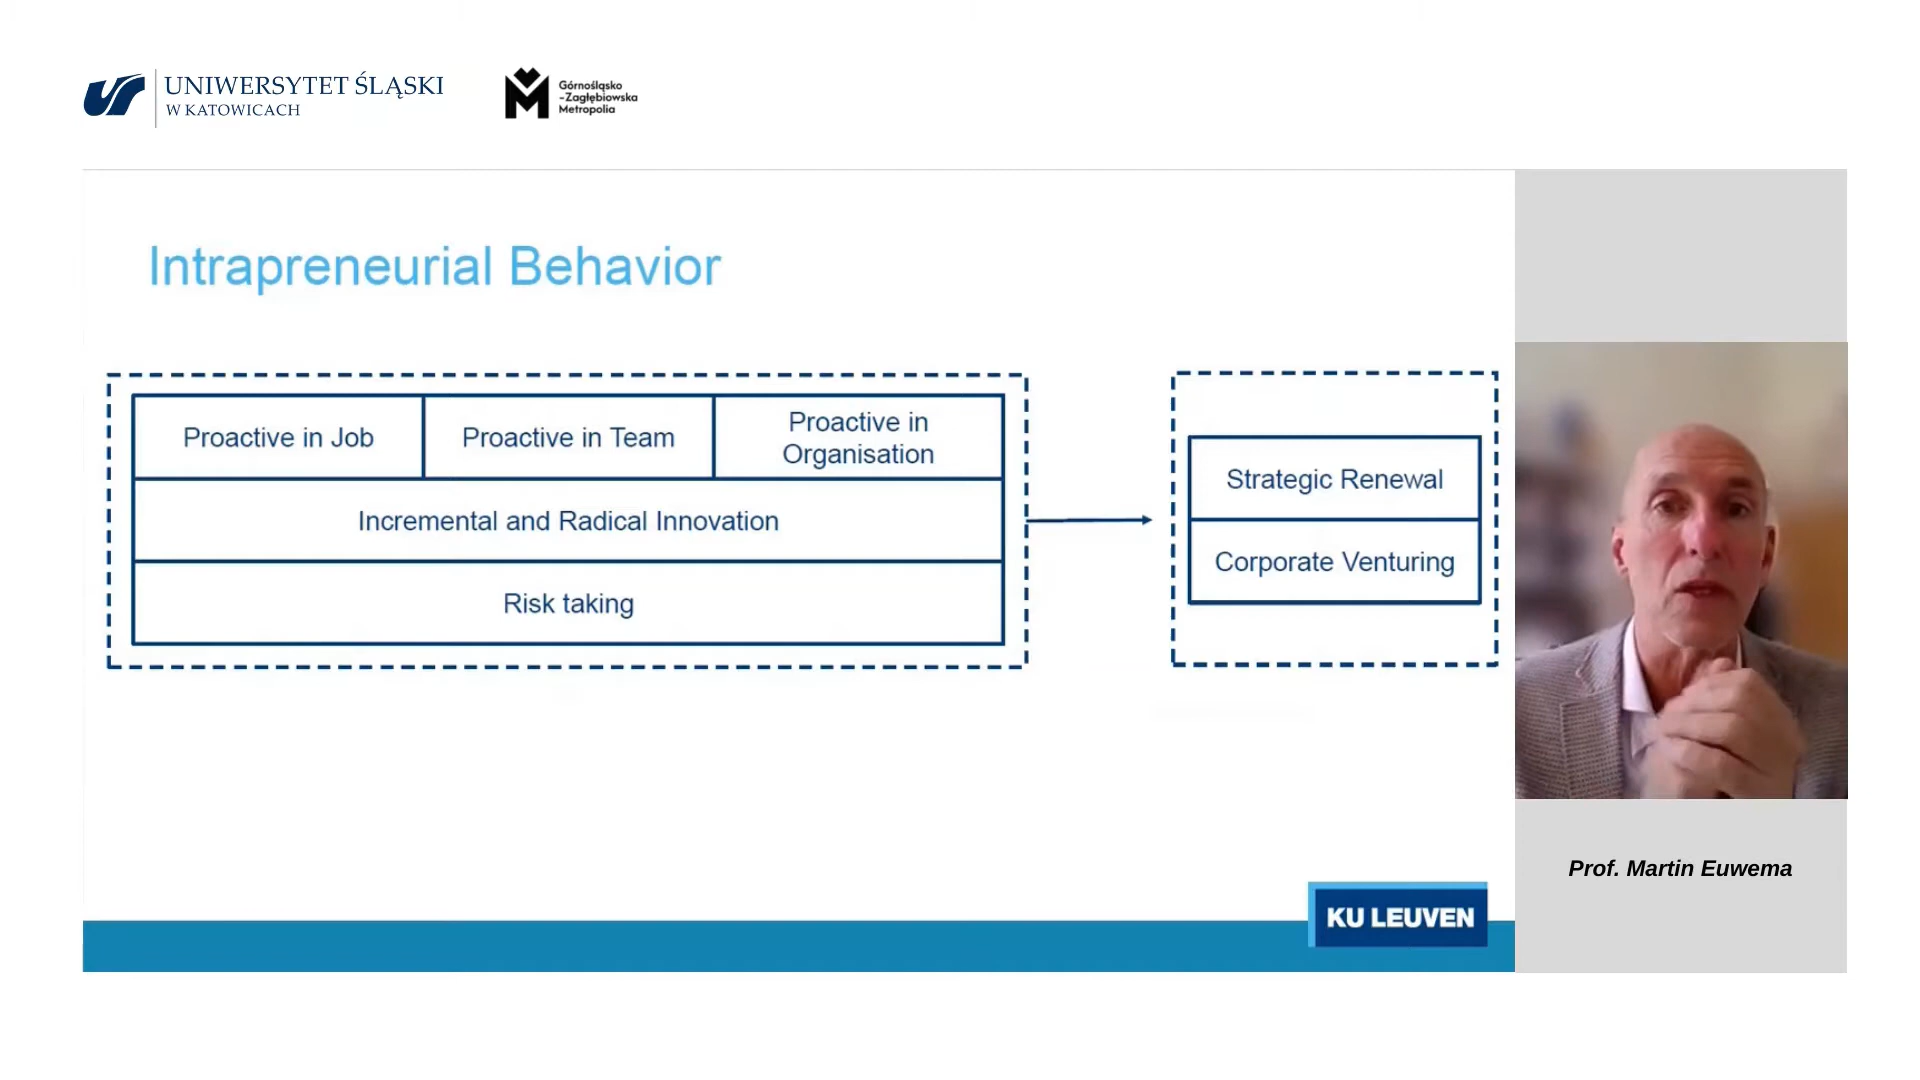 UNIWERSYTET ŚLĄSKI
W KATOWICACH
Górnośląsko
-Zagłębiowska
Metropolia
Intrapreneurial Behavior
Proactive in Job
Proactive in Team
Proactive in
Organisation
Incremental and Radical Innovation
Risk taking
Strategic Renewal
Corporate Venturing
Prof. Martin Euwema
KU LEUVEN